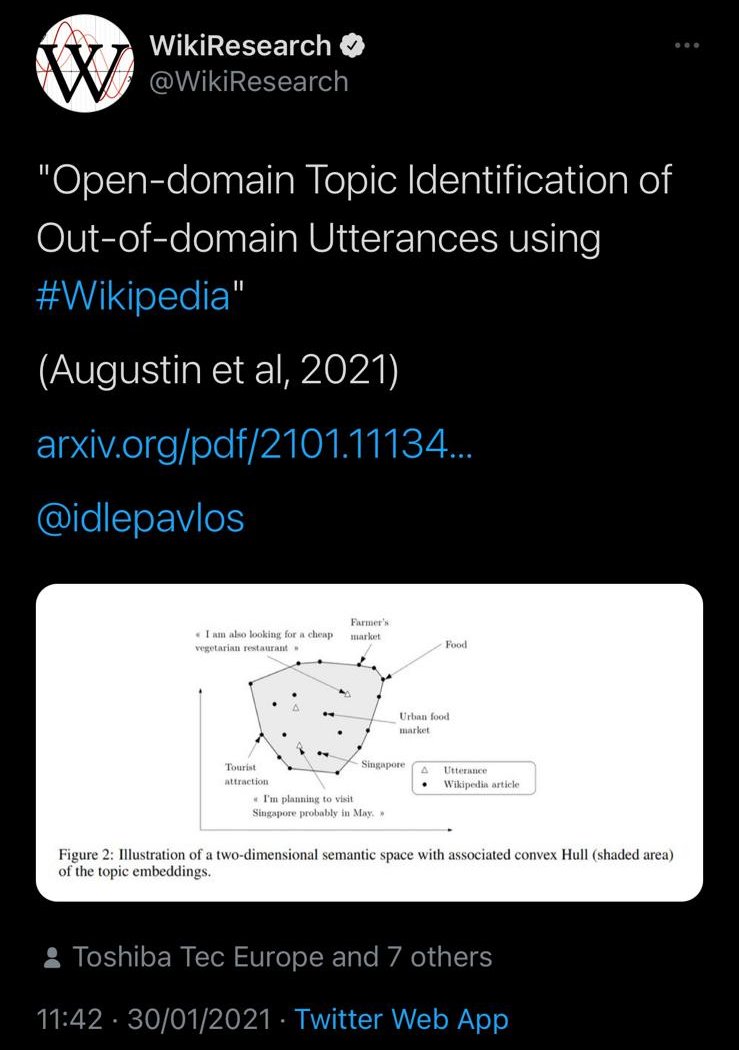 WikiResearch
@WikiResearch
"Open-domain Topic Identification of
Out-of-domain Utterances using
#Wikipedia"
(Augustin et al, 2021)
arxiv.org/pdf/2101.11134...
@idlepavlos
« I am also looking for a cheap
vegetarian restaurant »
Farmer's
market
Food
Urban food
market
Tourist
attraction
Singapore
« I'm planning to visit
Singapore probably in May. »
Utterance
Wikipedia article
Figure 2: Illustration of a two-dimensional semantic space with associated convex Hull (shaded area)
of the topic embeddings.
Toshiba Tec Europe and 7 others
11:42 · 30/01/2021 · Twitter Web App